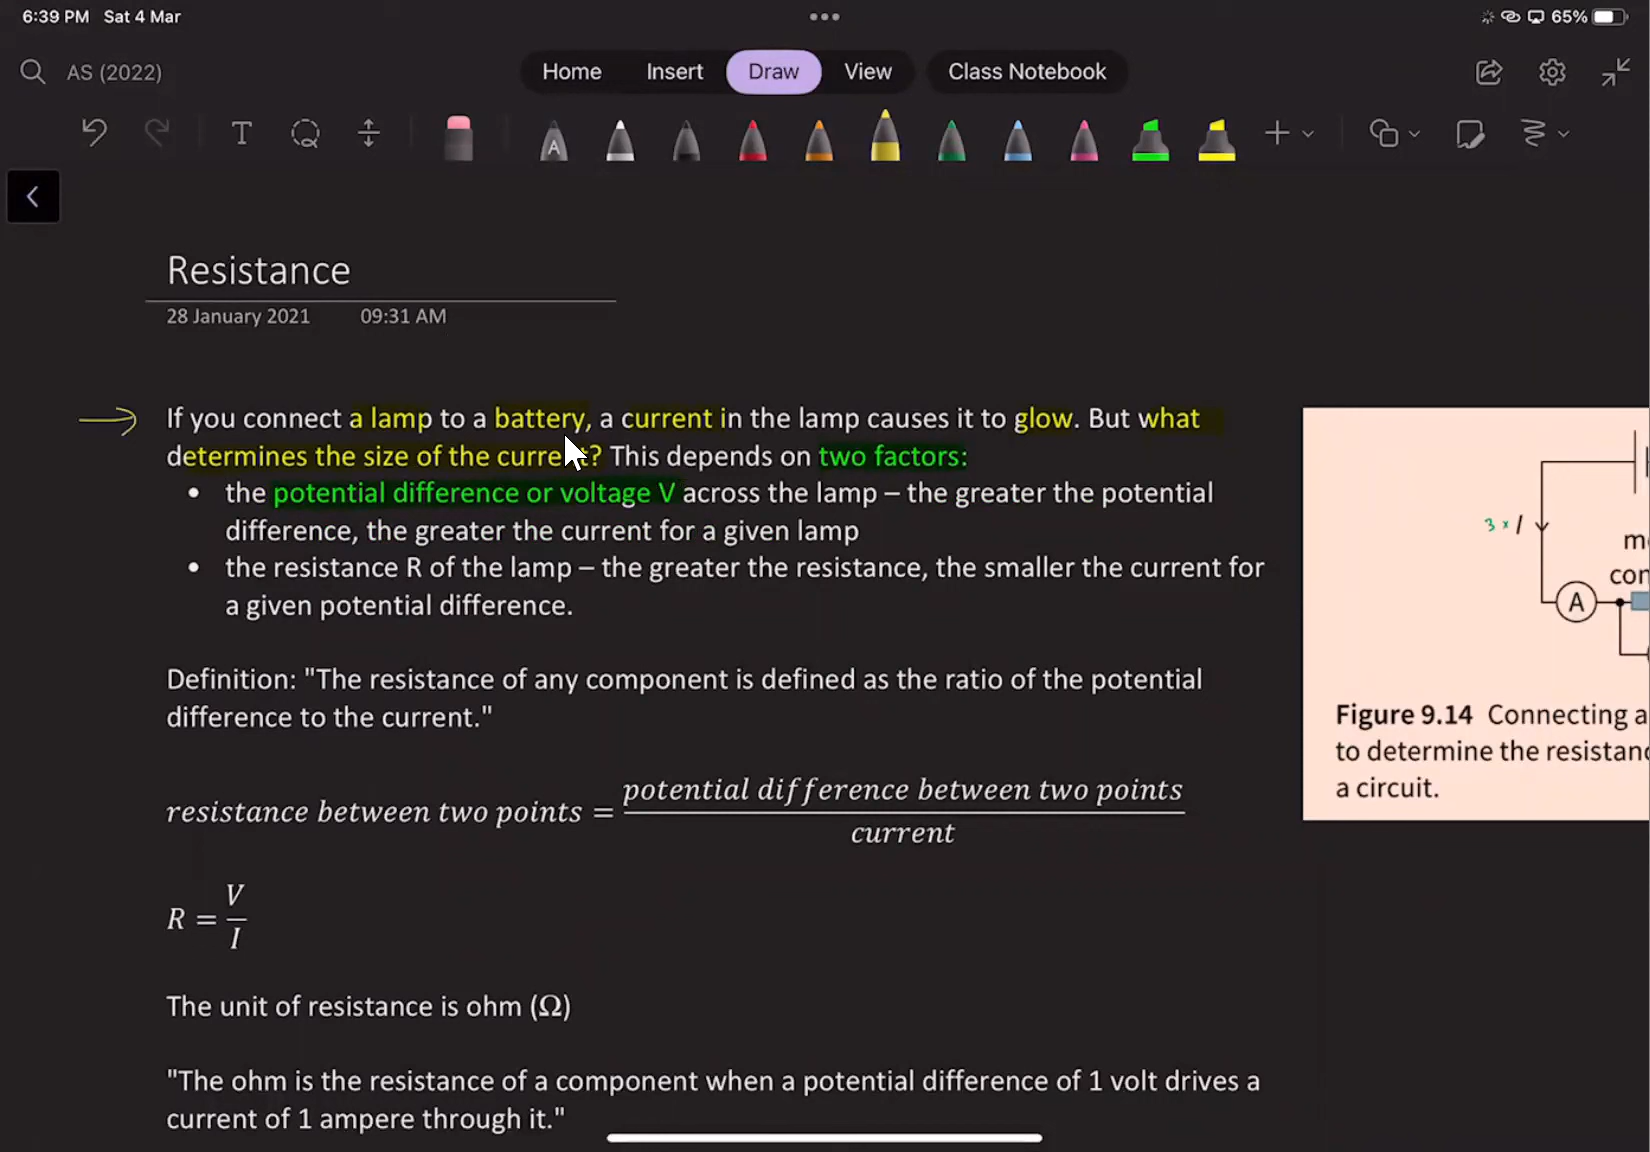 6:39 PM Sat 4 Mar
65%
AS (2022)
Home Insert Draw View Class Notebook
T A
Resistance
28 January 2021 09:31 AM
If you connect a lamp to a battery, a current in the lamp causes it to glow. But what
determines the size of the current? This depends on two factors:
• the potential difference or voltage V across the lamp – the greater the potential
difference, the greater the current for a given lamp
• the resistance R of the lamp – the greater the resistance, the smaller the current for
a given potential difference.
Definition: "The resistance of any component is defined as the ratio of the potential
difference to the current."
resistance between two points = potential difference between two points / current
R = V / I
The unit of resistance is ohm (Ω)
"The ohm is the resistance of a component when a potential difference of 1 volt drives a
current of 1 ampere through it."
3 × I
A
Figure 9.14 Connecting a
to determine the
a circuit.